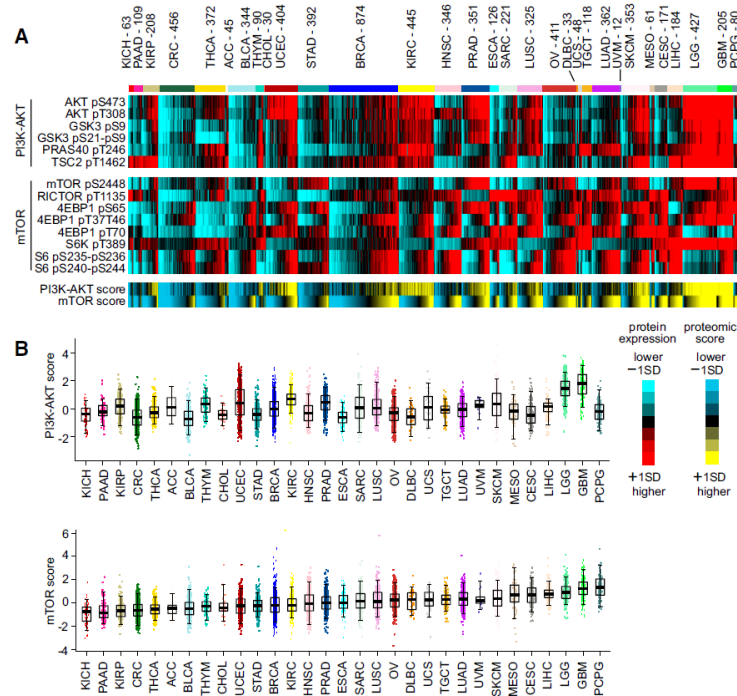 A
KICH - 63
PAAD - 109
KIRP -208
CRC - 456
THCA - 372
ACC - 45
BLCA - 344
THYM - 90
CHOL - 30
UCEC - 404
STAD - 392
BRCA - 874
KIRC - 445
HNSC - 346
PRAD - 351
ESCA - 126
SARC - 221
LUSC - 325
OV - 411
DLBC - 33
UCS - 48
TGCT - 118
LUAD - 362
UVM - 12
SKCM - 353
MESO - 61
CESC - 171
LIHC - 184
LGG - 427
GBM - 205
PCPG - 80
PI3K-AKT
AKT pS473
AKT pT308
GSK3 pS9
GSK3 pS21-pS9
PRAS40 pT246
TSC2 pT1462
mTOR
mTOR pS2448
RICTOR pT1135
4EBP1 pS65
4EBP1 pT37T46
4EBP1 pT70
S6K pT389
S6 pS235-pS236
S6 pS240-pS244
PI3K-AKT score
mTOR score
B
PI3K-AKT score
4
2
0
-2
KICH PAAD KIRP CRC THCA ACC BLCA THYM CHOL UCEC STAD BRCA KIRC HNSC PRAD ESCA SARC LUSC OV DLBC UCS TGCT LUAD UVM SKCM MESO CESC LIHC LGG GBM PCPG
mTOR score
6
4
2
0
-2
-4
KICH PAAD KIRP CRC THCA ACC BLCA THYM CHOL UCEC STAD BRCA KIRC HNSC PRAD ESCA SARC LUSC OV DLBC UCS TGCT LUAD UVM SKCM MESO CESC LIHC LGG GBM PCPG
protein expression
lower
−1SD
+1SD
higher
proteomic score
lower
−1SD
+1SD
higher